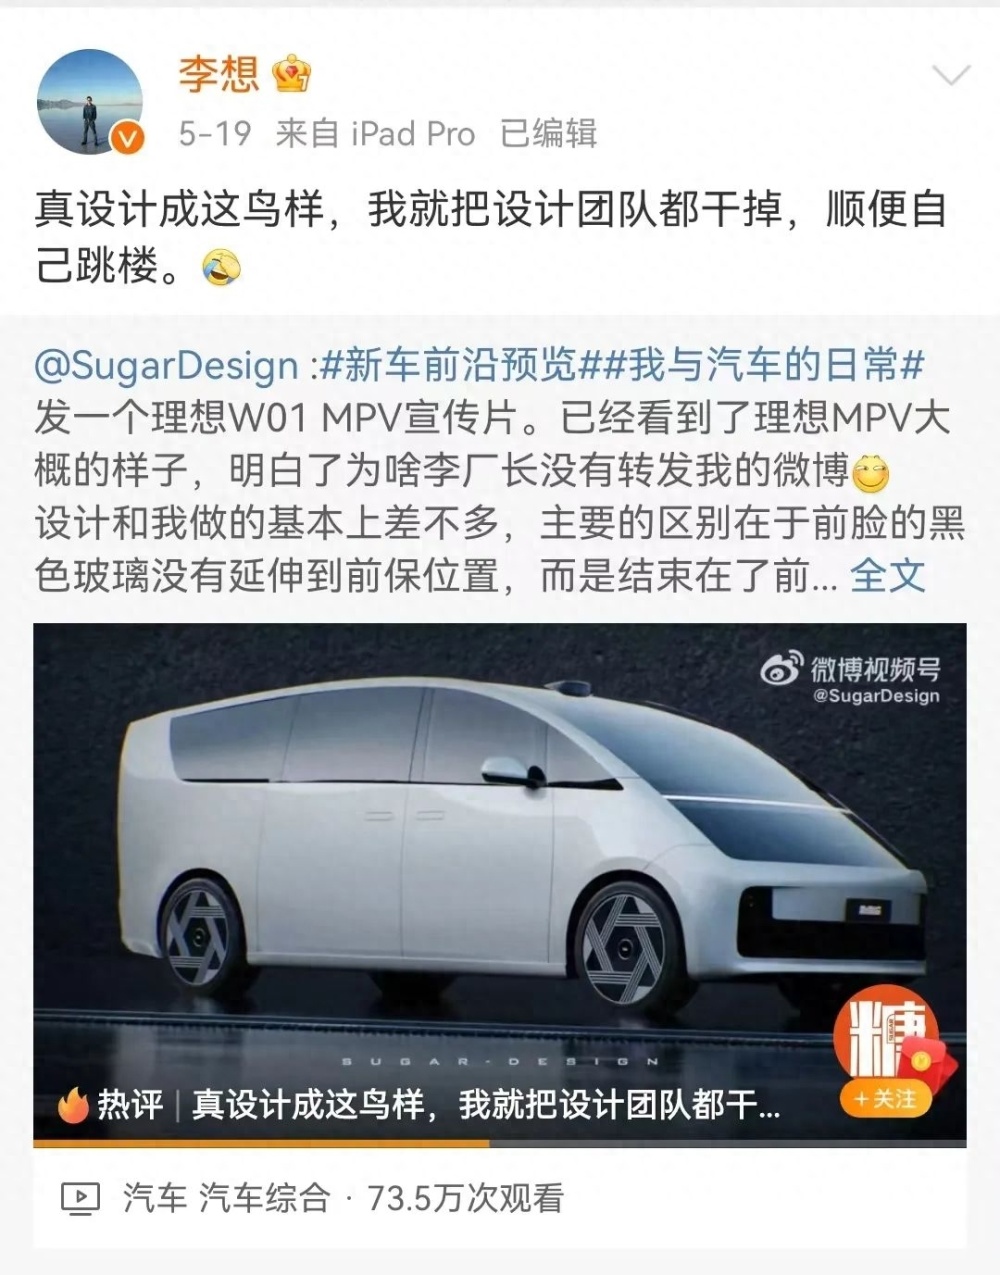 李想
5-19 来自 iPad Pro 已编辑
真设计成这鸟样，我就把设计团队都干掉，顺便自
己跳楼。
@SugarDesign :#新车前沿预览##我与汽车的日常#
发一个理想W01 MPV宣传片。已经看到了理想MPV大
概的样子，明白了为啥李厂长没有转发我的微博
设计和我做的基本上差不多，主要的区别在于前脸的黑
色玻璃没有延伸到前保位置，而是结束在了前... 全文
微博视频号
@SugarDesign
糖
SUGAR-DESIGN
+关注
热评 | 真设计成这鸟样，我就把设计团队都干...
汽车 汽车综合 · 73.5万次观看